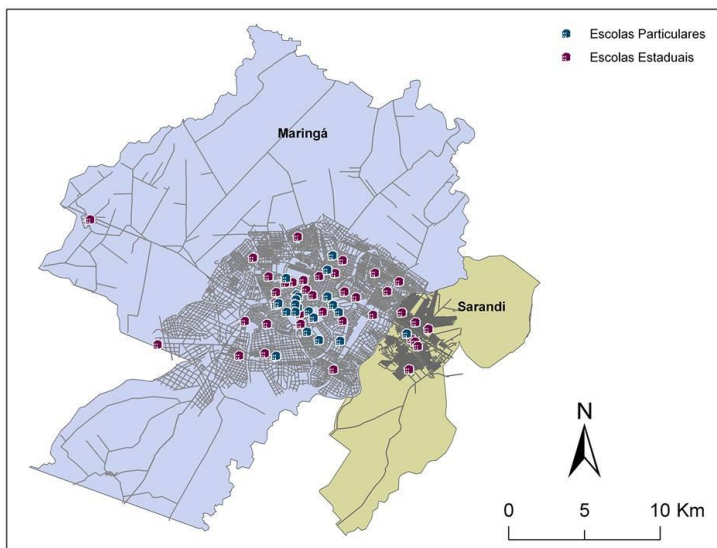 Escolas Particulares
Escolas Estaduais
Maringá
Sarandi
N
0 5 10 Km